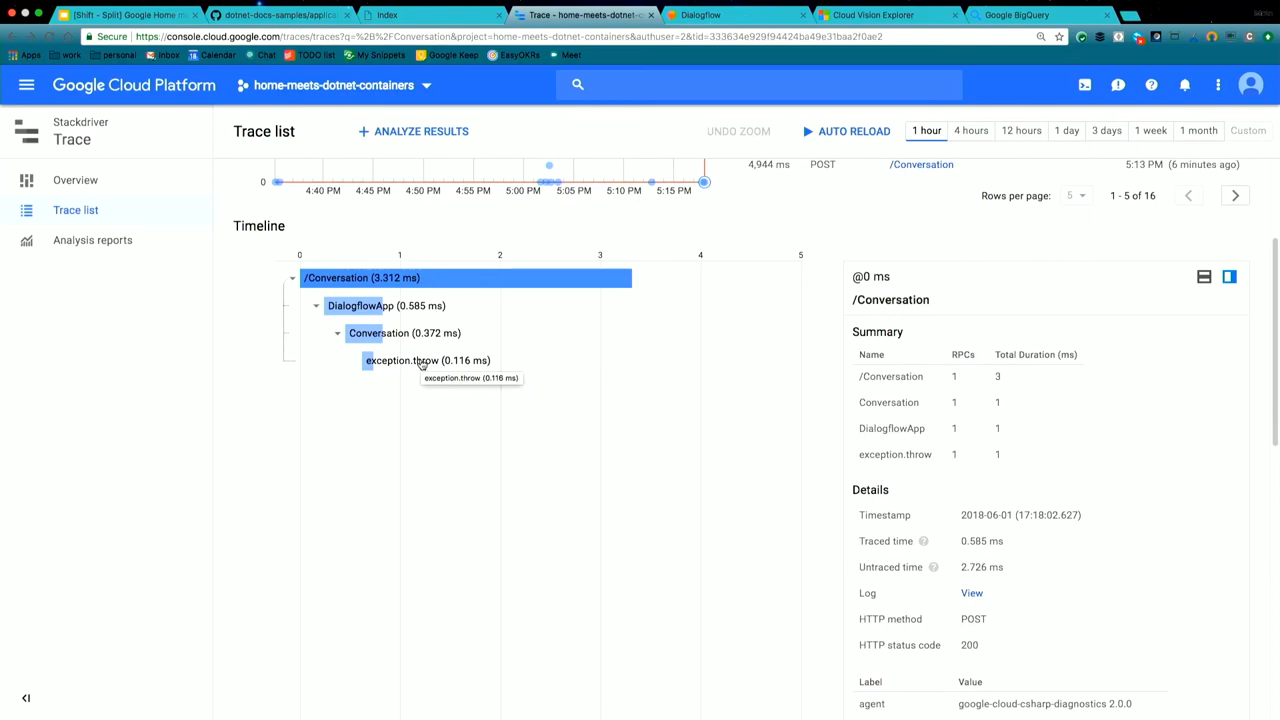 [Shift - Split] Google Home m
dotnet-docs-samples/applica
Index
Trace - home-meets-dotnet-c
Dialogflow
Cloud Vision Explorer
Google BigQuery
Secure
https://console.cloud.google.com/traces/traces?q=%2B%2FConversation&project=home-meets-dotnet-containers&authuser=2&tid=333634e929f94424ba49e31baa2f0ae2
Apps
work
personal
Inbox
Calendar
Chat
TODO list
My Snippets
Google Keep
EasyOKRs
Meet
Google Cloud Platform
home-meets-dotnet-containers
Stackdriver
Trace
Overview
Trace list
Analysis reports
Trace list
ANALYZE RESULTS
UNDO ZOOM
AUTO RELOAD
1 hour
4 hours
12 hours
1 day
3 days
1 week
1 month
Custom
0
4:40 PM
4:45 PM
4:50 PM
4:55 PM
5:00 PM
5:05 PM
5:10 PM
5:15 PM
4,944 ms POST /Conversation 5:13 PM (6 minutes ago)
Rows per page: 5 1 - 5 of 16
Timeline
0 1 2 3 4 5
/Conversation (3.312 ms)
DialogflowApp (0.585 ms)
Conversation (0.372 ms)
exception.throw (0.116 ms)
exception.throw (0.116 ms)
@0 ms
/Conversation
Summary
Name RPCs Total Duration (ms)
/Conversation 1 3
Conversation 1 1
DialogflowApp 1 1
exception.throw 1 1
Details
Timestamp 2018-06-01 (17:18:02.627)
Traced time 0.585 ms
Untraced time 2.726 ms
Log View
HTTP method POST
HTTP status code 200
Label Value
agent google-cloud-csharp-diagnostics 2.0.0